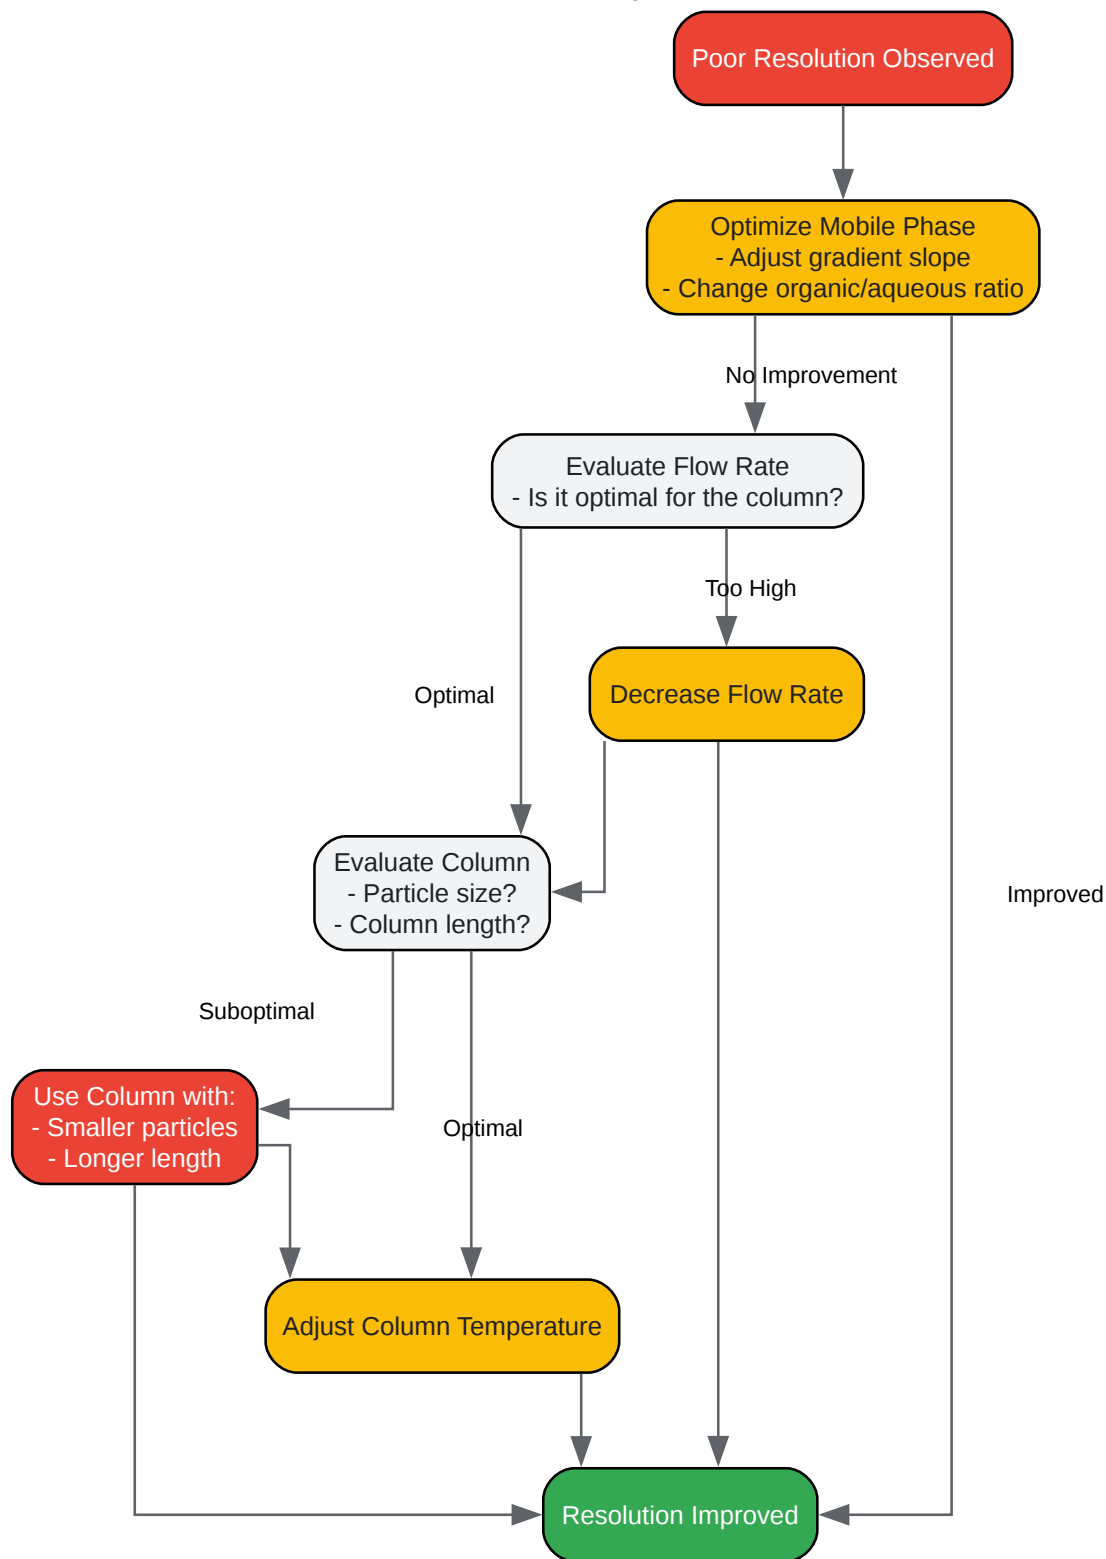 Poor Resolution Observed
Optimize Mobile Phase
- Adjust gradient slope
- Change organic/aqueous ratio
No Improvement
Evaluate Flow Rate
- Is it optimal for the column?
Too High
Optimal
Decrease Flow Rate
Evaluate Column
- Particle size?
- Column length?
Improved
Suboptimal
Use Column with:
- Smaller particles
- Longer length
Optimal
Adjust Column Temperature
Resolution Improved